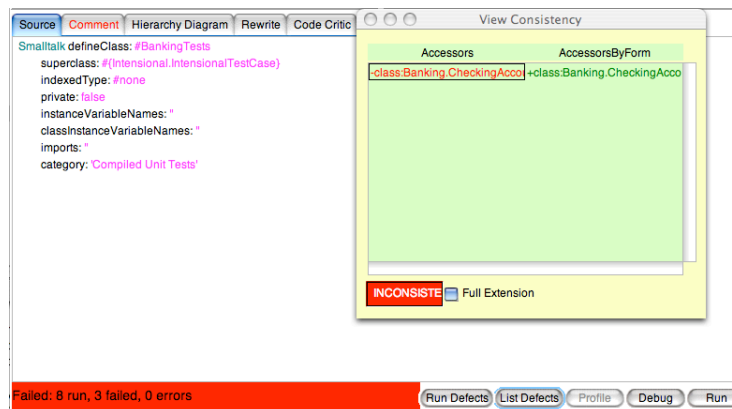 Source Comment Hierarchy Diagram Rewrite Code Critic
View Consistency
Smalltalk defineClass: #BankingTests
superclass: #{Intensional.IntensionalTestCase}
indexedType: #none
private: false
instanceVariableNames: ''
classInstanceVariableNames: ''
imports: ''
category: 'Compiled Unit Tests'
Accessors AccessorsByForm
-class:Banking.CheckingAccou +class:Banking.CheckingAcco
INCONSISTE Full Extension
Failed: 8 run, 3 failed, 0 errors
Run Defects List Defects Profile Debug Run